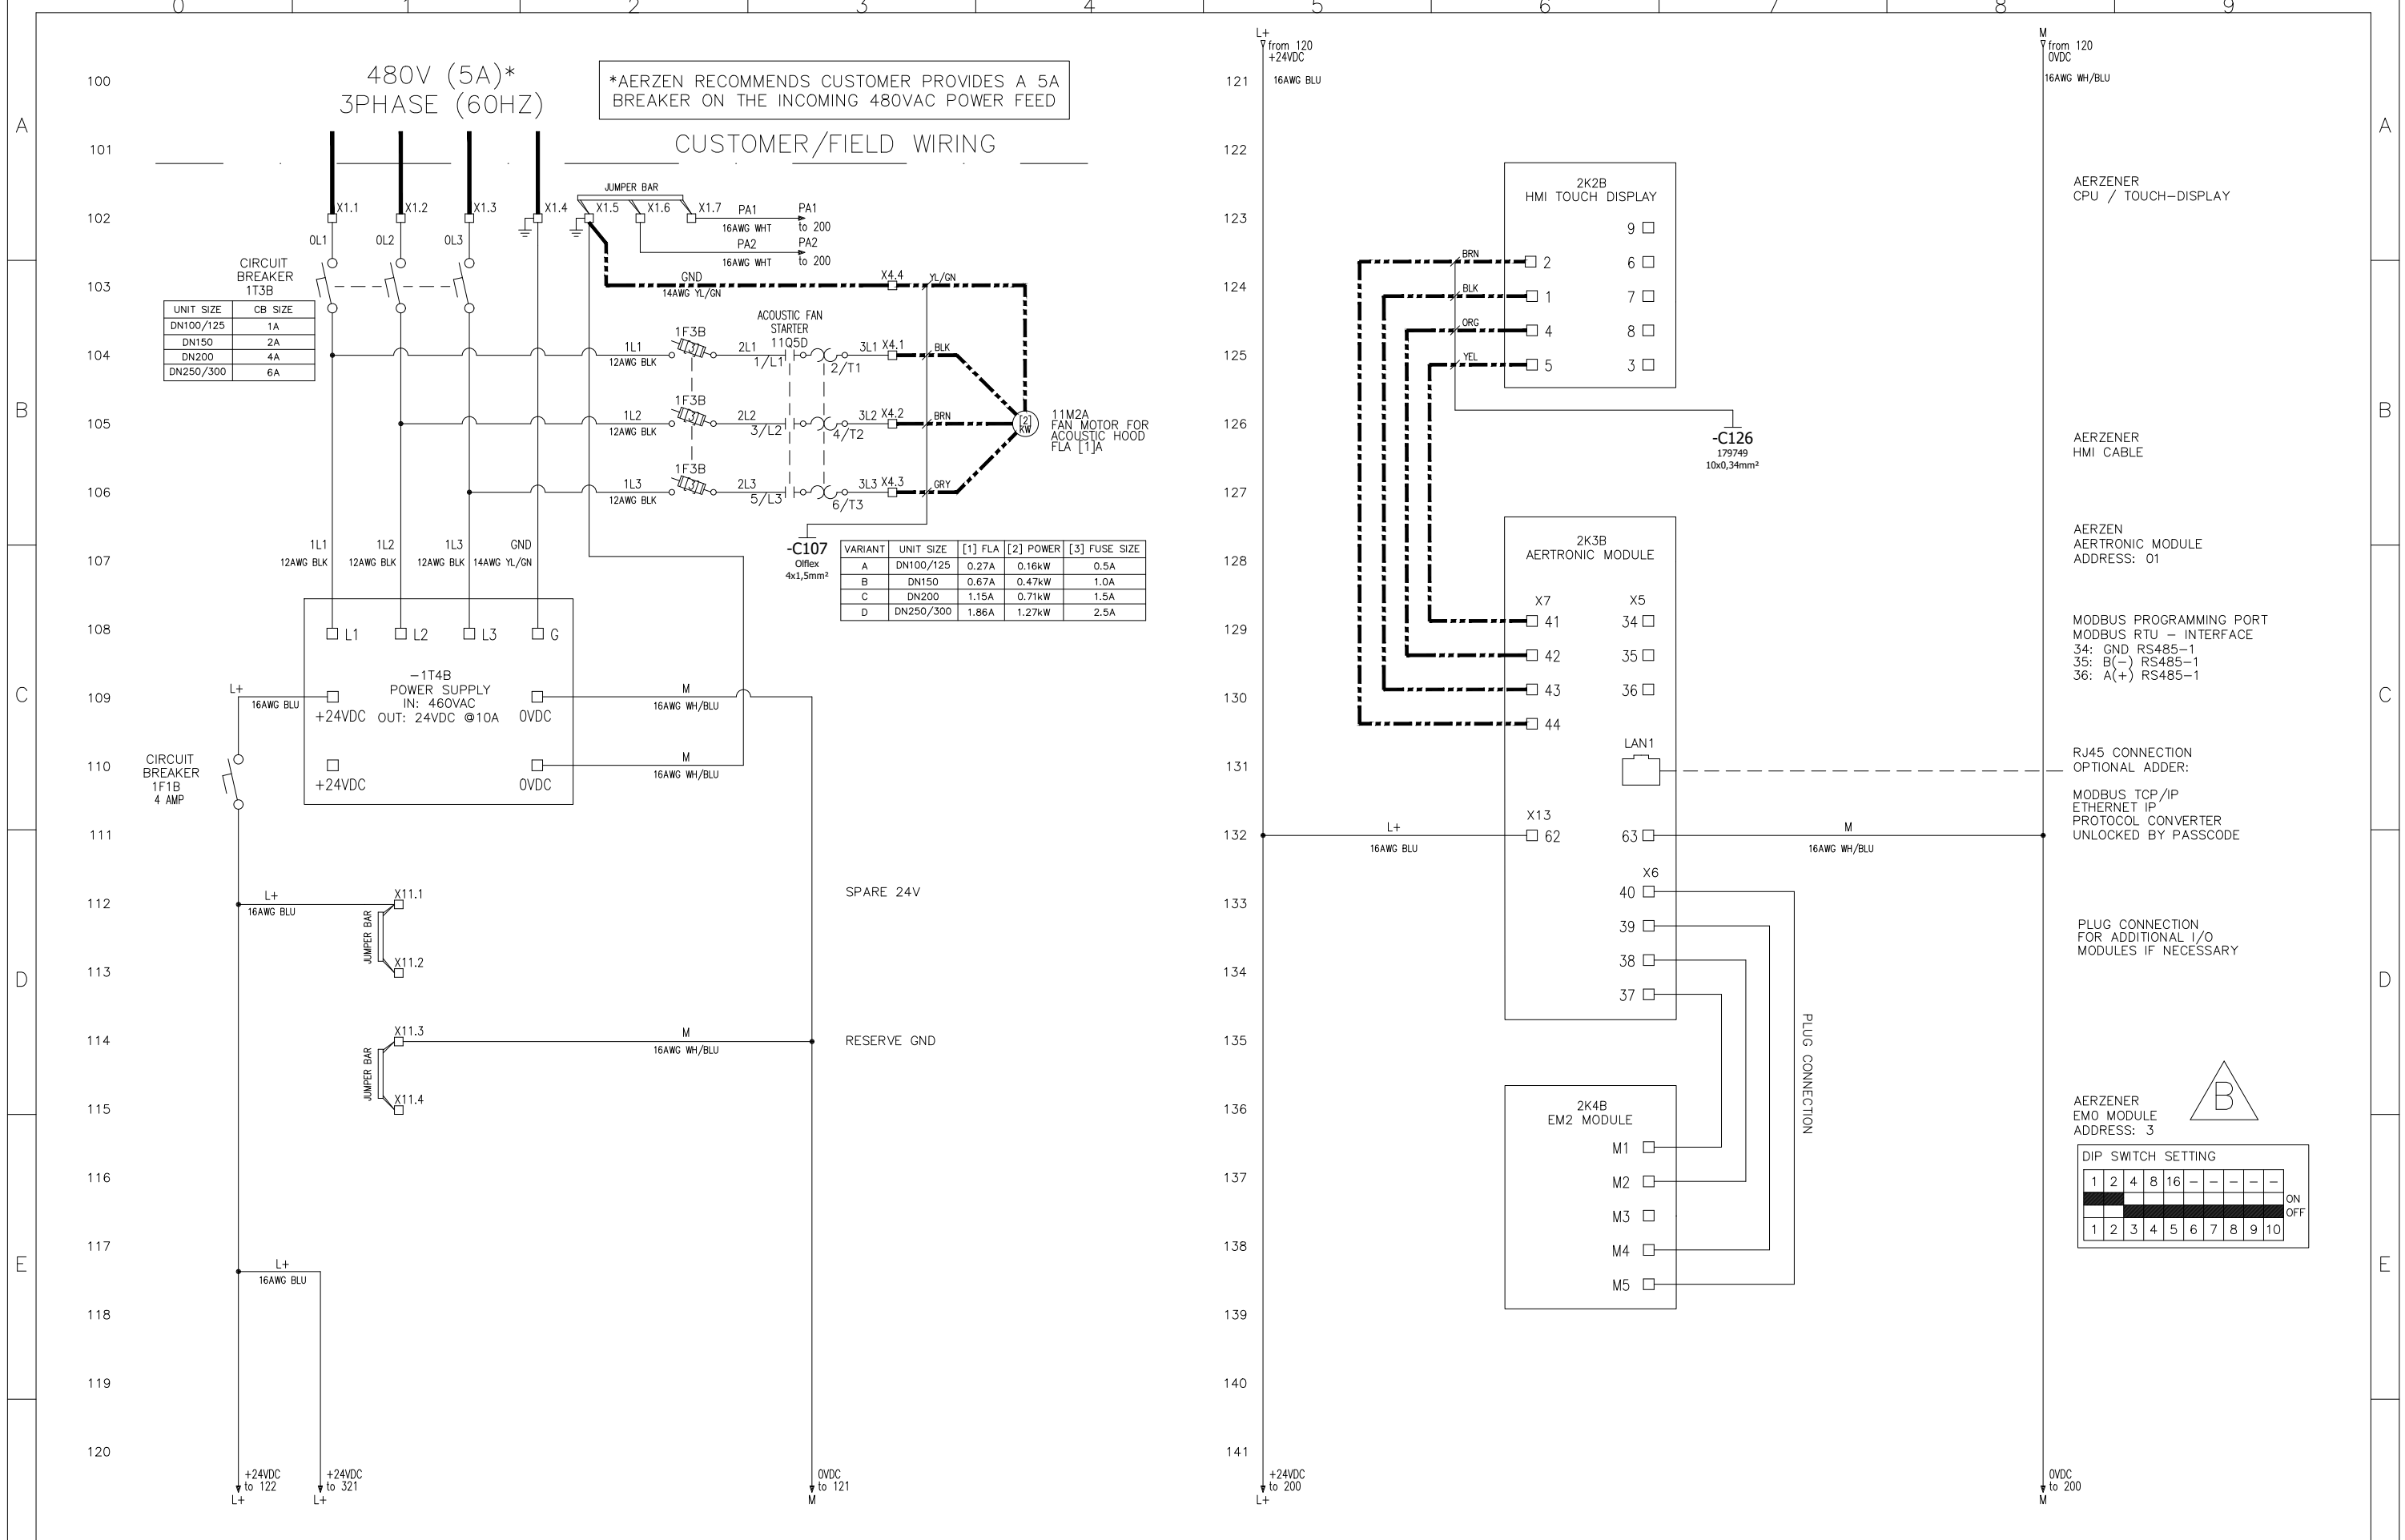 0 1 2 3 4 5 6 7 8 9
A
B
C
D
E
A
B
C
D
E
100
101
102
103
104
105
106
107
108
109
110
111
112
113
114
115
116
117
118
119
120
480V (5A)*
3PHASE (60HZ)
*AERZEN RECOMMENDS CUSTOMER PROVIDES A 5A
BREAKER ON THE INCOMING 480VAC POWER FEED
CUSTOMER/FIELD WIRING
JUMPER BAR
X1.1 X1.2 X1.3 X1.4 X1.5 X1.6 X1.7
PA1 PA1
16AWG WHT to 200
PA2 PA2
16AWG WHT to 200
0L1 0L2 0L3
CIRCUIT
BREAKER
1T3B
UNIT SIZE CB SIZE
DN100/125 1A
DN150 2A
DN200 4A
DN250/300 6A
GND X4.4 YL/GN
14AWG YL/GN
ACOUSTIC FAN
STARTER
11Q5D
1L1 1F3B [3] 2L1 1/L1 2/T1 3L1 X4.1 BLK
12AWG BLK
1L2 1F3B [3] 2L2 3/L2 4/T2 3L2 X4.2 BRN
12AWG BLK
1L3 1F3B [3] 2L3 5/L3 6/T3 3L3 X4.3 GRY
12AWG BLK
[2]
KW
11M2A
FAN MOTOR FOR
ACOUSTIC HOOD
FLA [1]A
-C107
Olflex
4x1,5mm²
VARIANT UNIT SIZE [1] FLA [2] POWER [3] FUSE SIZE
A DN100/125 0.27A 0.16kW 0.5A
B DN150 0.67A 0.47kW 1.0A
C DN200 1.15A 0.71kW 1.5A
D DN250/300 1.86A 1.27kW 2.5A
1L1 1L2 1L3 GND
12AWG BLK 12AWG BLK 12AWG BLK 14AWG YL/GN
L1 L2 L3 G
-1T4B
POWER SUPPLY
IN: 460VAC
OUT: 24VDC @10A
+24VDC 0VDC
+24VDC 0VDC
L+
16AWG BLU
M
16AWG WH/BLU
M
16AWG WH/BLU
CIRCUIT
BREAKER
1F1B
4 AMP
L+ X11.1
16AWG BLU
JUMPER BAR
X11.2
SPARE 24V
X11.3 M
16AWG WH/BLU
JUMPER BAR
X11.4
RESERVE GND
L+
16AWG BLU
+24VDC
to 122
L+
+24VDC
to 321
L+
0VDC
to 121
M
121
122
123
124
125
126
127
128
129
130
131
132
133
134
135
136
137
138
139
140
141
L+
from 120
+24VDC
16AWG BLU
M
from 120
0VDC
16AWG WH/BLU
2K2B
HMI TOUCH DISPLAY
9
2 6
1 7
4 8
5 3
BRN
BLK
ORG
YEL
-C126
179749
10x0,34mm²
2K3B
AERTRONIC MODULE
X7 X5
41 34
42 35
43 36
44
LAN1
X13
62 63
L+
16AWG BLU
M
16AWG WH/BLU
X6
40
39
38
37
PLUG CONNECTION
2K4B
EM2 MODULE
M1
M2
M3
M4
M5
AERZENER
CPU / TOUCH-DISPLAY
AERZENER
HMI CABLE
AERZEN
AERTRONIC MODULE
ADDRESS: 01
MODBUS PROGRAMMING PORT
MODBUS RTU - INTERFACE
34: GND RS485-1
35: B(-) RS485-1
36: A(+) RS485-1
RJ45 CONNECTION
OPTIONAL ADDER:
MODBUS TCP/IP
ETHERNET IP
PROTOCOL CONVERTER
UNLOCKED BY PASSCODE
PLUG CONNECTION
FOR ADDITIONAL I/O
MODULES IF NECESSARY
B
AERZENER
EM0 MODULE
ADDRESS: 3
DIP SWITCH SETTING
1 2 4 8 16 - - - - -
ON
OFF
1 2 3 4 5 6 7 8 9 10
+24VDC
to 200
L+
0VDC
to 200
M